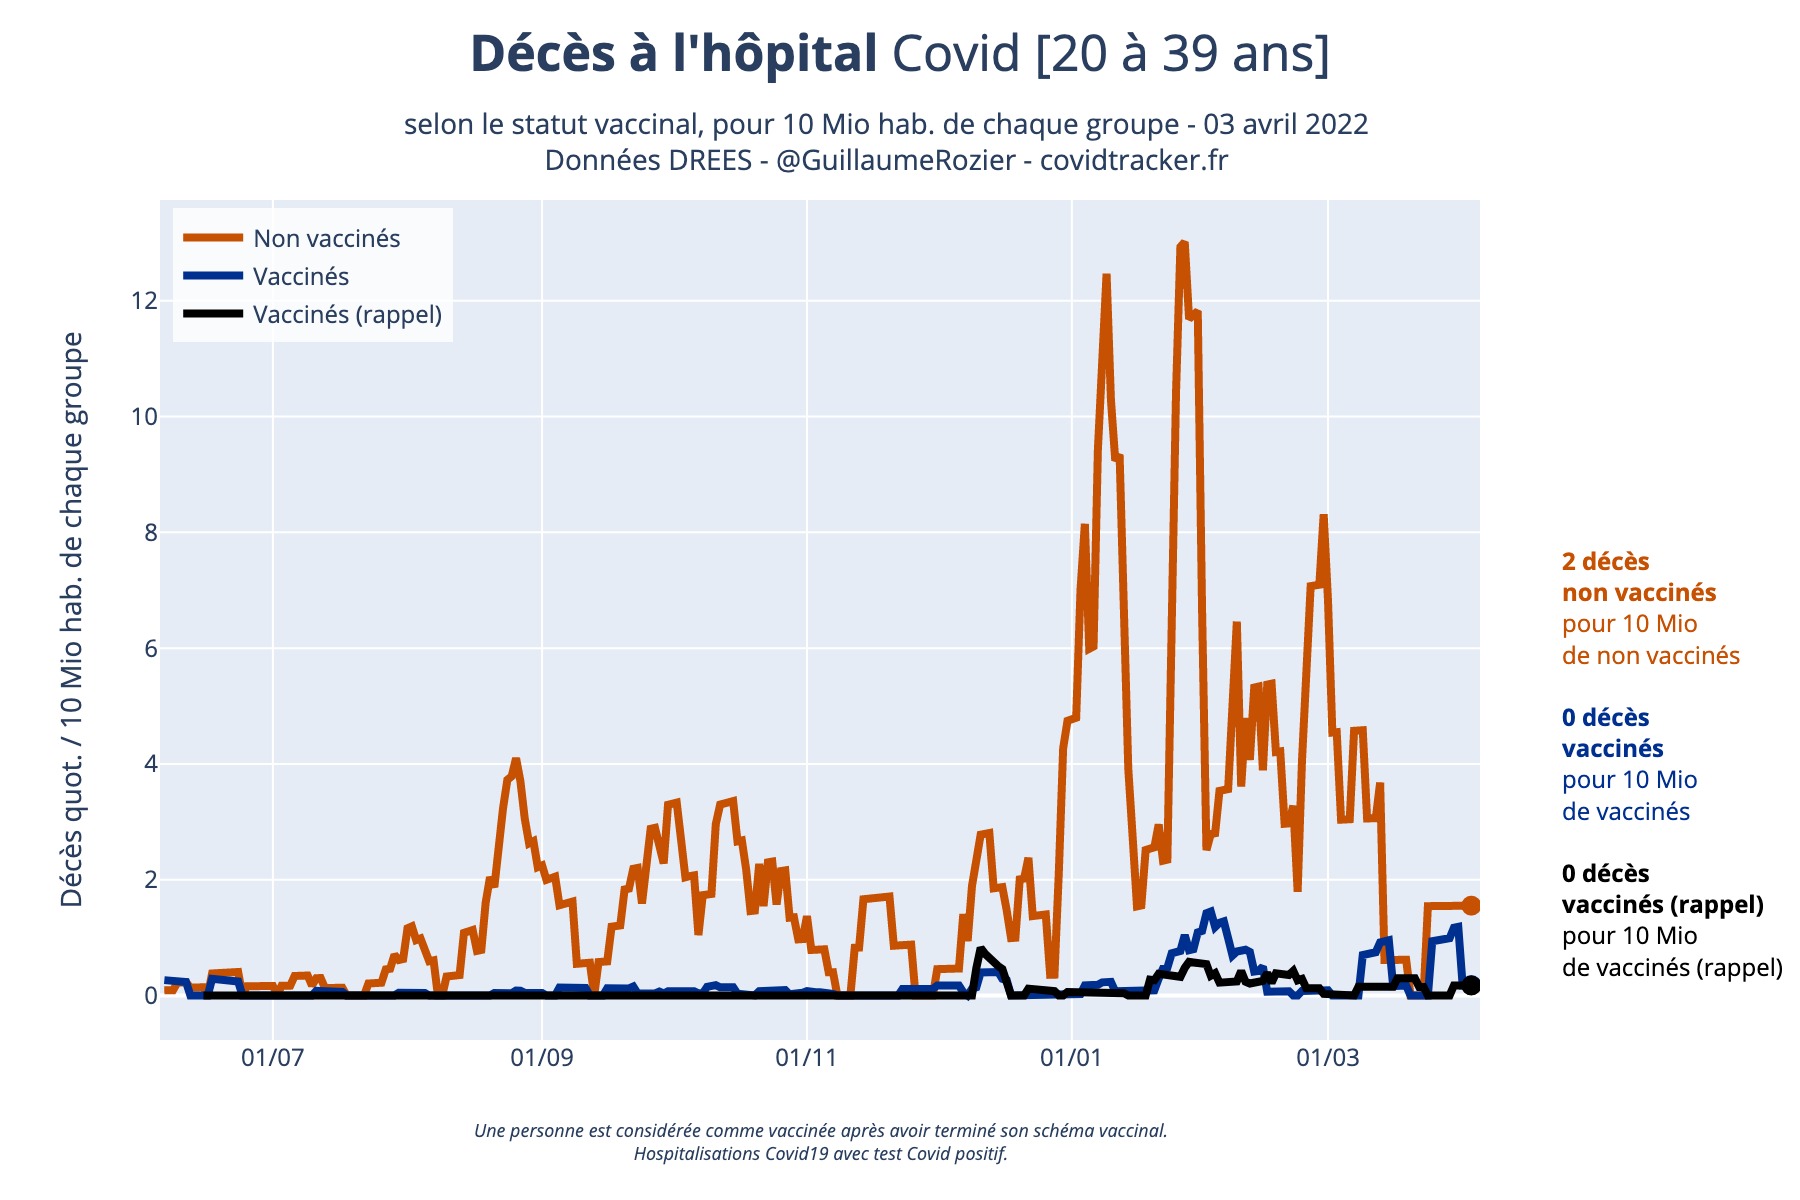 Décès à l'hôpital Covid [20 à 39 ans]
selon le statut vaccinal, pour 10 Mio hab. de chaque groupe - 03 avril 2022
Données DREES - @GuillaumeRozier - covidtracker.fr
Non vaccinés
Vaccinés
Vaccinés (rappel)
Décès quot. / 10 Mio hab. de chaque groupe
12
10
8
6
4
2
0
01/07
01/09
01/11
01/01
01/03
2 décès
non vaccinés
pour 10 Mio
de non vaccinés
0 décès
vaccinés
pour 10 Mio
de vaccinés
0 décès
vaccinés (rappel)
pour 10 Mio
de vaccinés (rappel)
Une personne est considérée comme vaccinée après avoir terminé son schéma vaccinal.
Hospitalisations Covid19 avec test Covid positif.